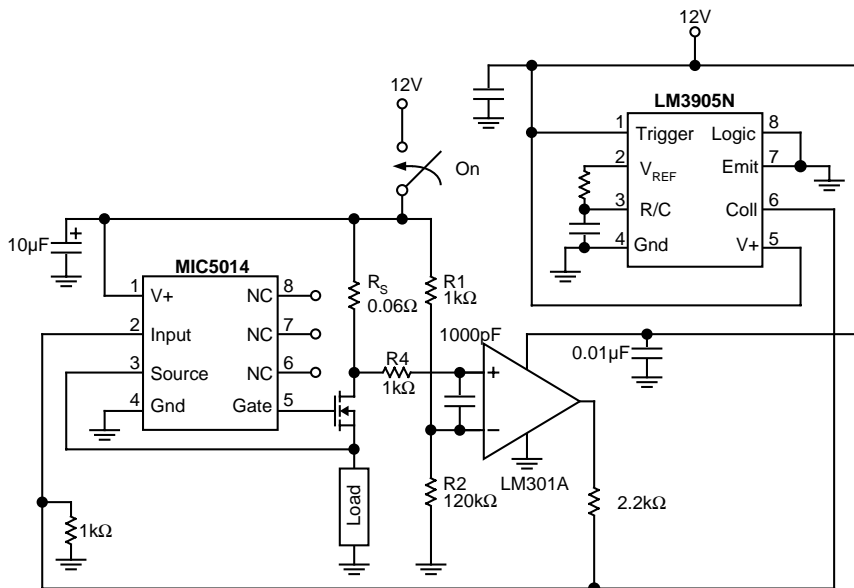 12V
LM3905N
1 Trigger Logic 8
2 VREF Emit 7
3 R/C Coll 6
4 Gnd V+ 5
12V
On
10µF
+
MIC5014
1 V+ NC 8
2 Input NC 7
3 Source NC 6
4 Gnd Gate 5
RS
0.06Ω
R1
1kΩ
1000pF
R4
1kΩ
+
−
0.01µF
LM301A
R2
120kΩ
Load
2.2kΩ
1kΩ